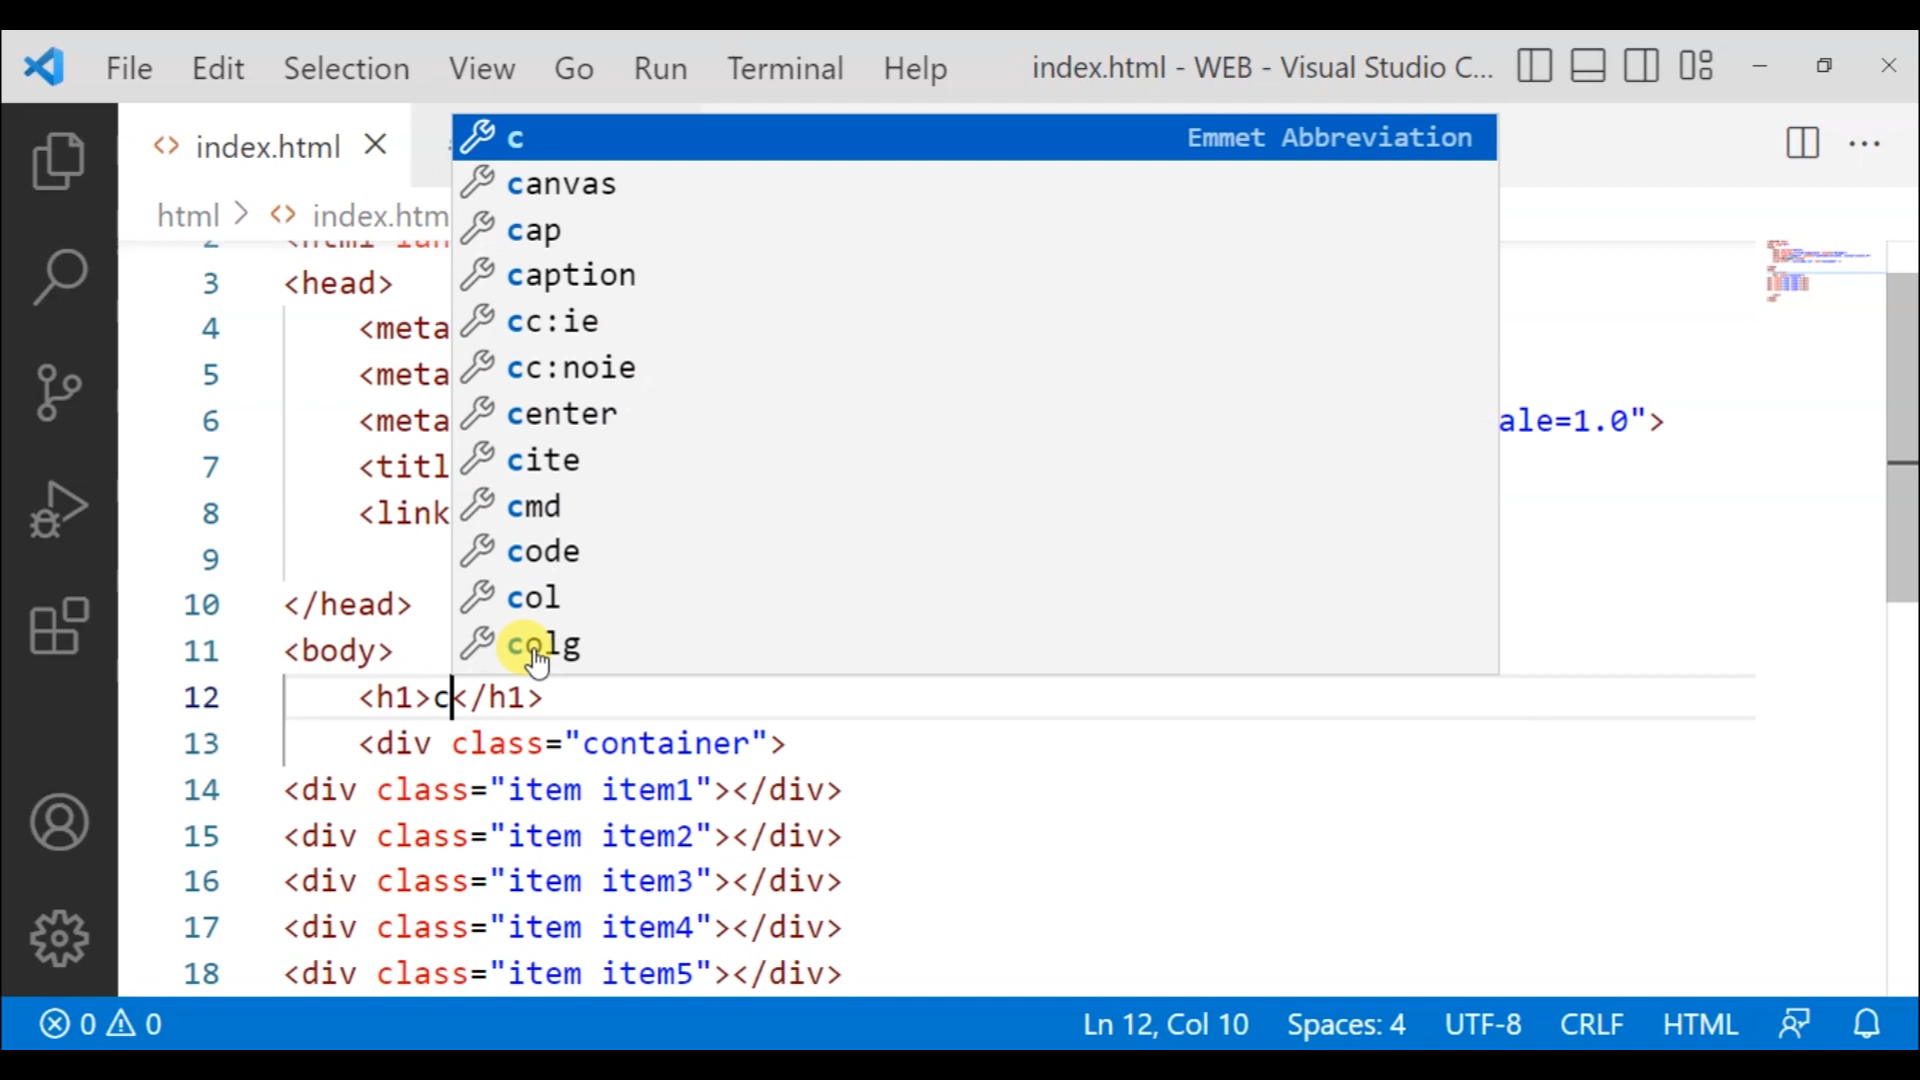 File Edit Selection View Go Run Terminal Help index.html - WEB - Visual Studio C...
index.html
html > <> index.htm
c Emmet Abbreviation
canvas
cap
caption
cc:ie
cc:noie
center
cite
cmd
code
col
colg
3 <head>
4 <meta
5 <meta
6 <meta ale=1.0">
7 <titl
8 <link
9
10 </head>
11 <body>
12 <h1>c</h1>
13 <div class="container">
14 <div class="item item1"></div>
15 <div class="item item2"></div>
16 <div class="item item3"></div>
17 <div class="item item4"></div>
18 <div class="item item5"></div>
0 0 Ln 12, Col 10 Spaces: 4 UTF-8 CRLF HTML